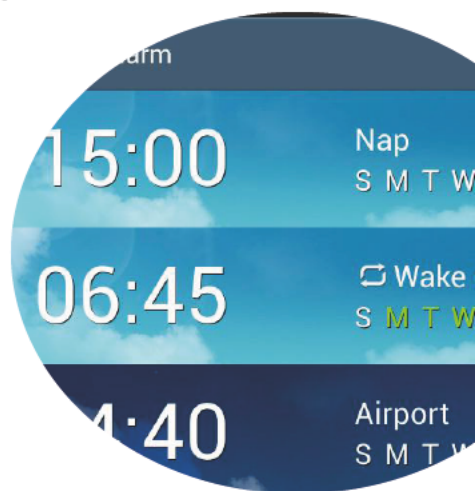 15:00
Nap
S M T W
06:45
Wake
S M T W
:40
Airport
S M T